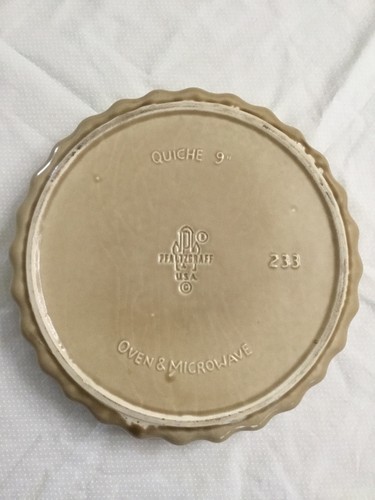 QUICHE 9"
P ®
PFALTZGRAFF
U.S.A.
©
233
OVEN & MICROWAVE